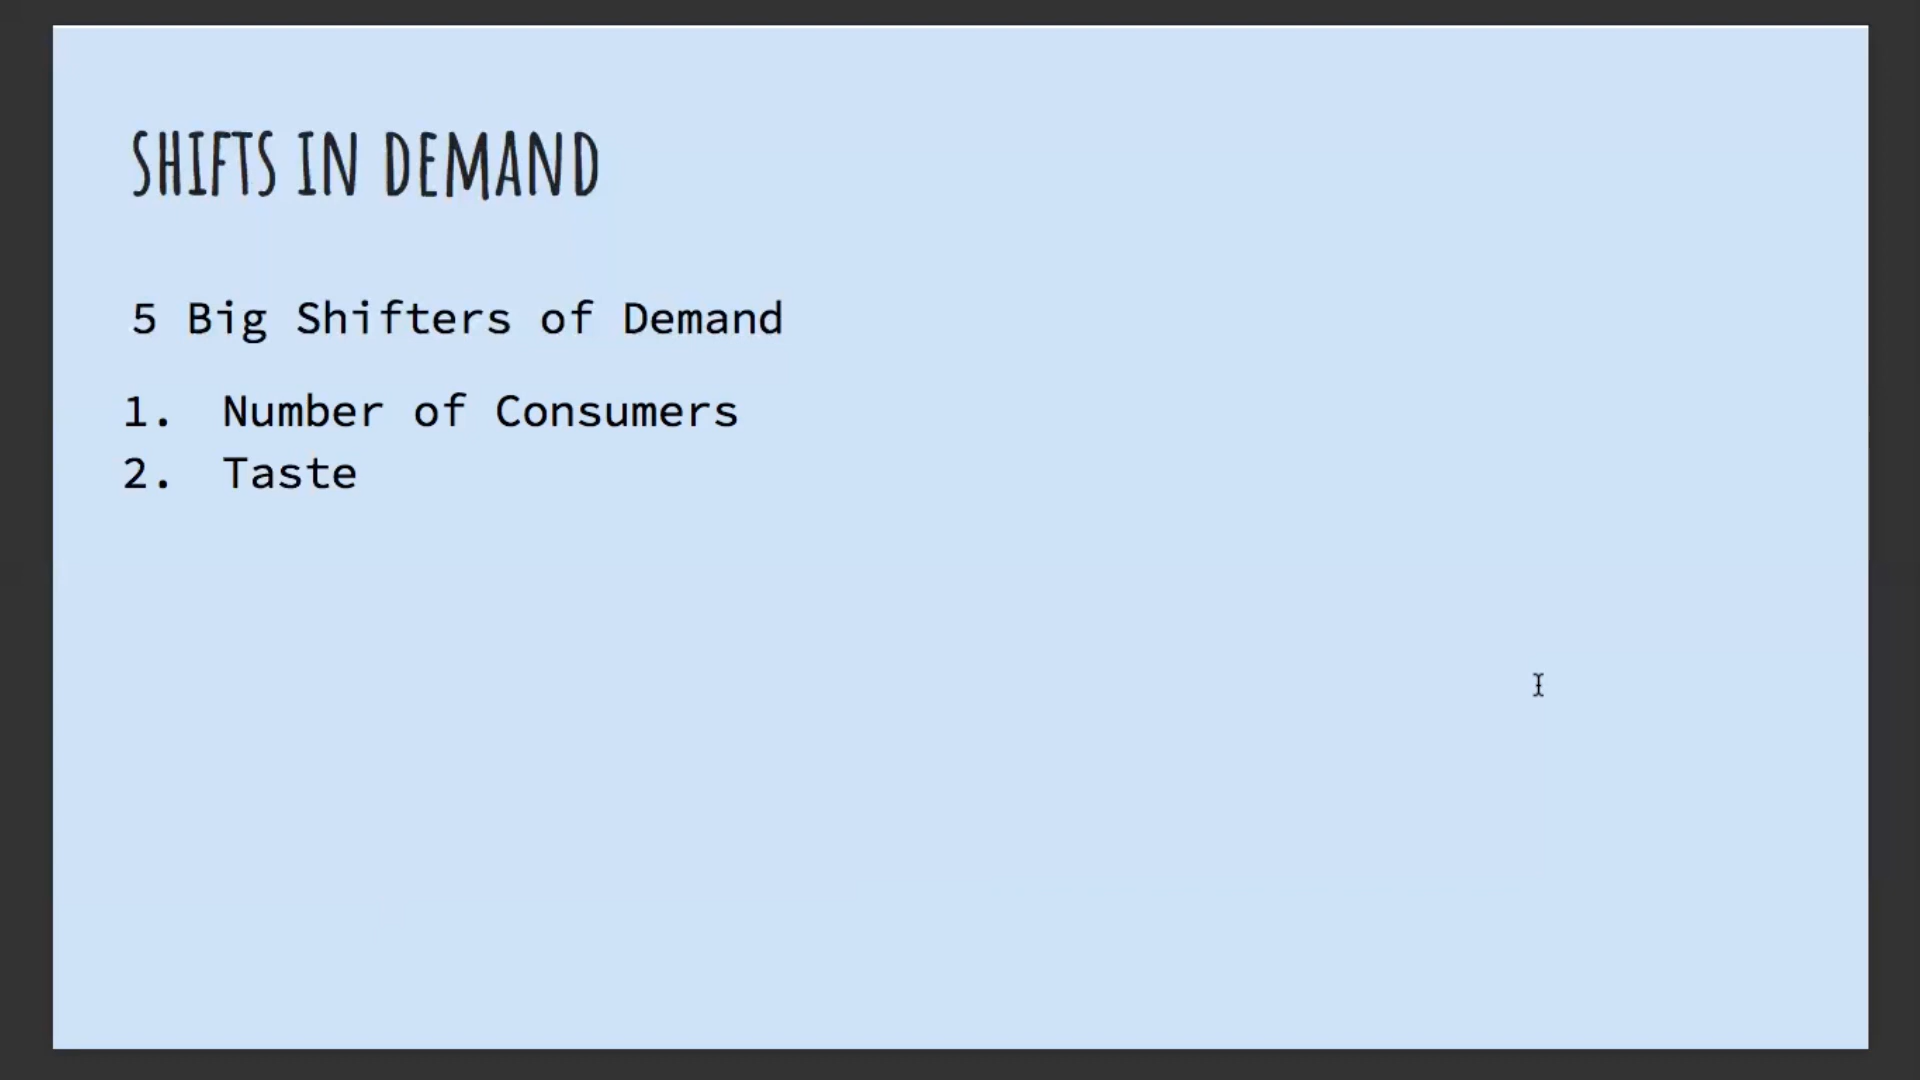 SHIFTS IN DEMAND
5 Big Shifters of Demand
1. Number of Consumers
2. Taste